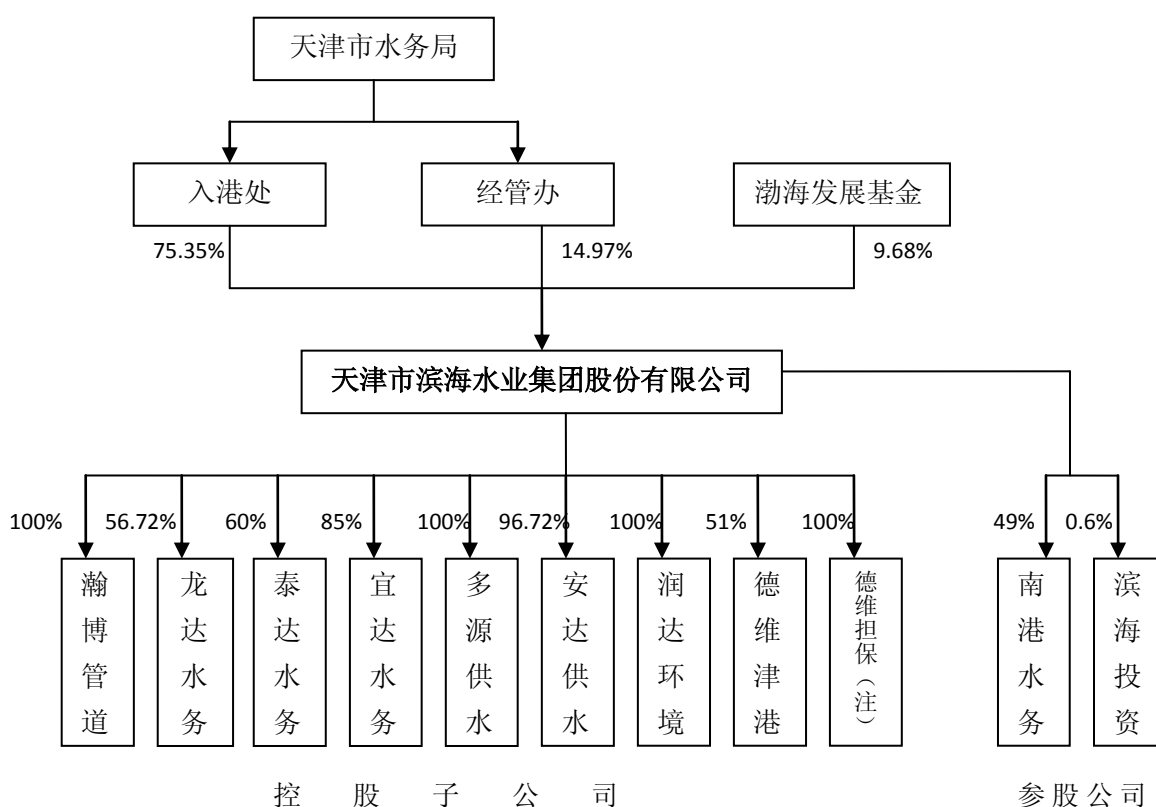 天津市水务局
入港处
经管办
渤海发展基金
75.35%
14.97%
9.68%
天津市滨海水业集团股份有限公司
100%
56.72%
60%
85%
100%
96.72%
100%
51%
100%
49%
0.6%
瀚博管道
龙达水务
泰达水务
宜达水务
多源供水
安达供水
润达环境
德维津港
德维担保（注）
南港水务
滨海投资
控股子公司
参股公司